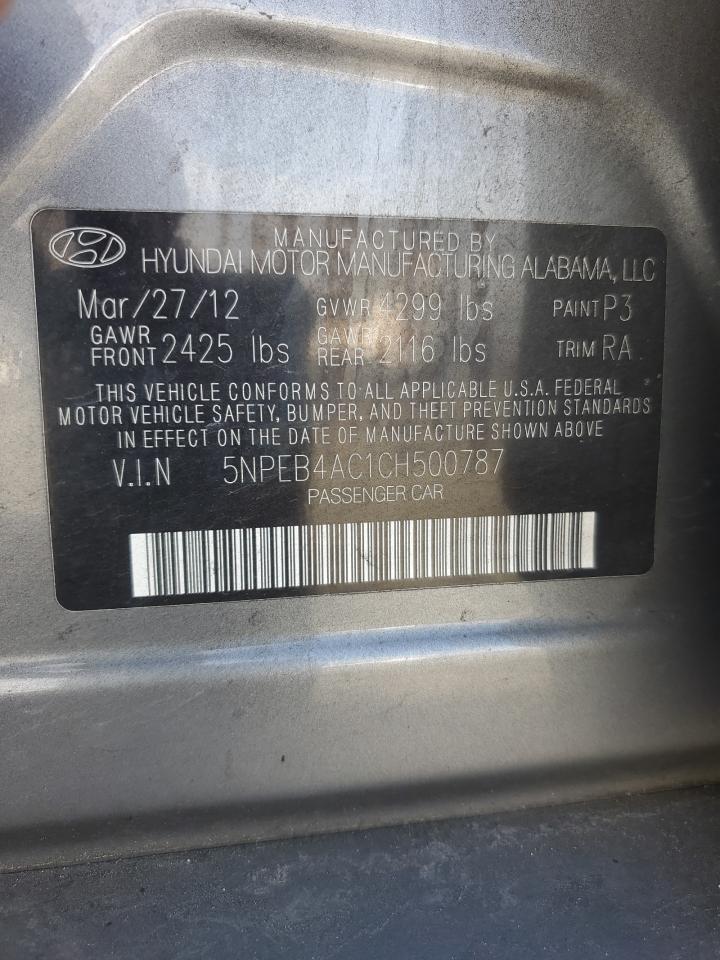 MANUFACTURED BY
HYUNDAI MOTOR MANUFACTURING ALABAMA, LLC
Mar/27/12 GVWR 4299 lbs PAINT P3
GAWR FRONT 2425 lbs GAWR REAR 2116 lbs TRIM RA
THIS VEHICLE CONFORMS TO ALL APPLICABLE U.S.A. FEDERAL
MOTOR VEHICLE SAFETY, BUMPER, AND THEFT PREVENTION STANDARDS
IN EFFECT ON THE DATE OF MANUFACTURE SHOWN ABOVE
V.I.N 5NPEB4AC1CH500787
PASSENGER CAR